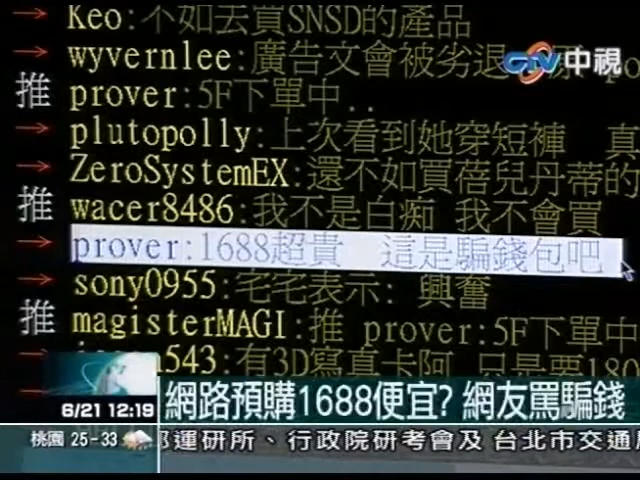 → Keo:不如去買SNSD的產品
→ wyvernlee:廣告文會被劣退
CTV中視
推 prover:5F下單中..
→ plutopolly:上次看到她穿短褲 真
→ ZeroSystemEX:還不如買蓓兒丹蒂的
推 wacer8486:我不是白痴 我不會買
→ prover:1688超貴 這是騙錢包吧
→ sony0955:宅宅表示: 興奮
推 magisterMAGI:推 prover:5F下單中
543:有3D寫真卡阿 只是要180
網路預購1688便宜?網友罵騙錢
6/21 12:19
桃園 25-33
運研所、行政院研考會及 台北市交通